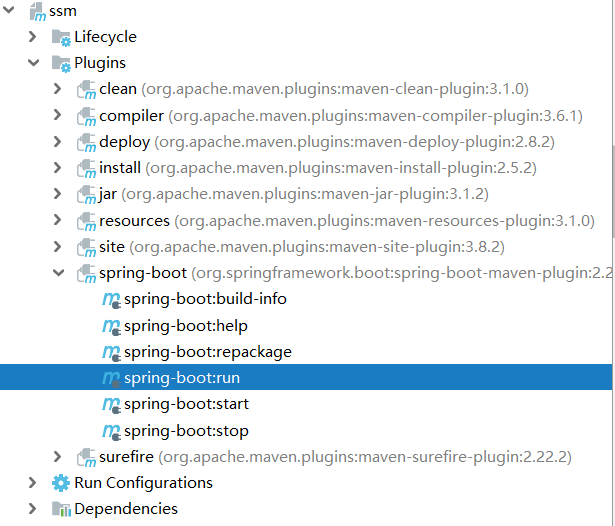 ssm
Lifecycle
Plugins
clean (org.apache.maven.plugins:maven-clean-plugin:3.1.0)
compiler (org.apache.maven.plugins:maven-compiler-plugin:3.6.1)
deploy (org.apache.maven.plugins:maven-deploy-plugin:2.8.2)
install (org.apache.maven.plugins:maven-install-plugin:2.5.2)
jar (org.apache.maven.plugins:maven-jar-plugin:3.1.2)
resources (org.apache.maven.plugins:maven-resources-plugin:3.1.0)
site (org.apache.maven.plugins:maven-site-plugin:3.8.2)
spring-boot (org.springframework.boot:spring-boot-maven-plugin:2.2
spring-boot:build-info
spring-boot:help
spring-boot:repackage
spring-boot:run
spring-boot:start
spring-boot:stop
surefire (org.apache.maven.plugins:maven-surefire-plugin:2.22.2)
Run Configurations
Dependencies